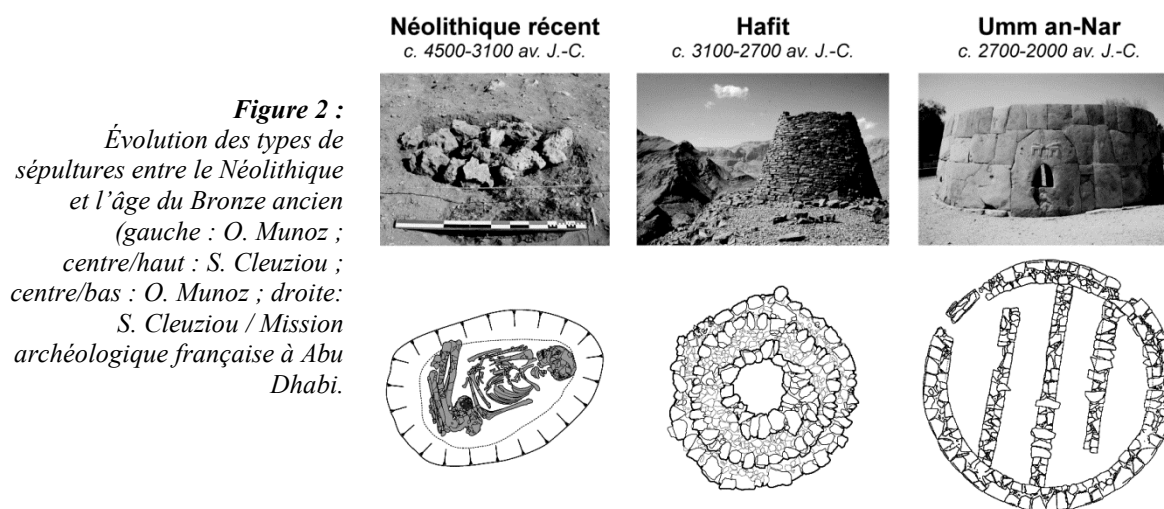 Néolithique récent
c. 4500-3100 av. J.-C.
Hafit
c. 3100-2700 av. J.-C.
Umm an-Nar
c. 2700-2000 av. J.-C.
Figure 2 :
Évolution des types de
sépultures entre le Néolithique
et l’âge du Bronze ancien
(gauche : O. Munoz ;
centre/haut : S. Cleuziou ;
centre/bas : O. Munoz ; droite:
S. Cleuziou / Mission
archéologique française à Abu
Dhabi.